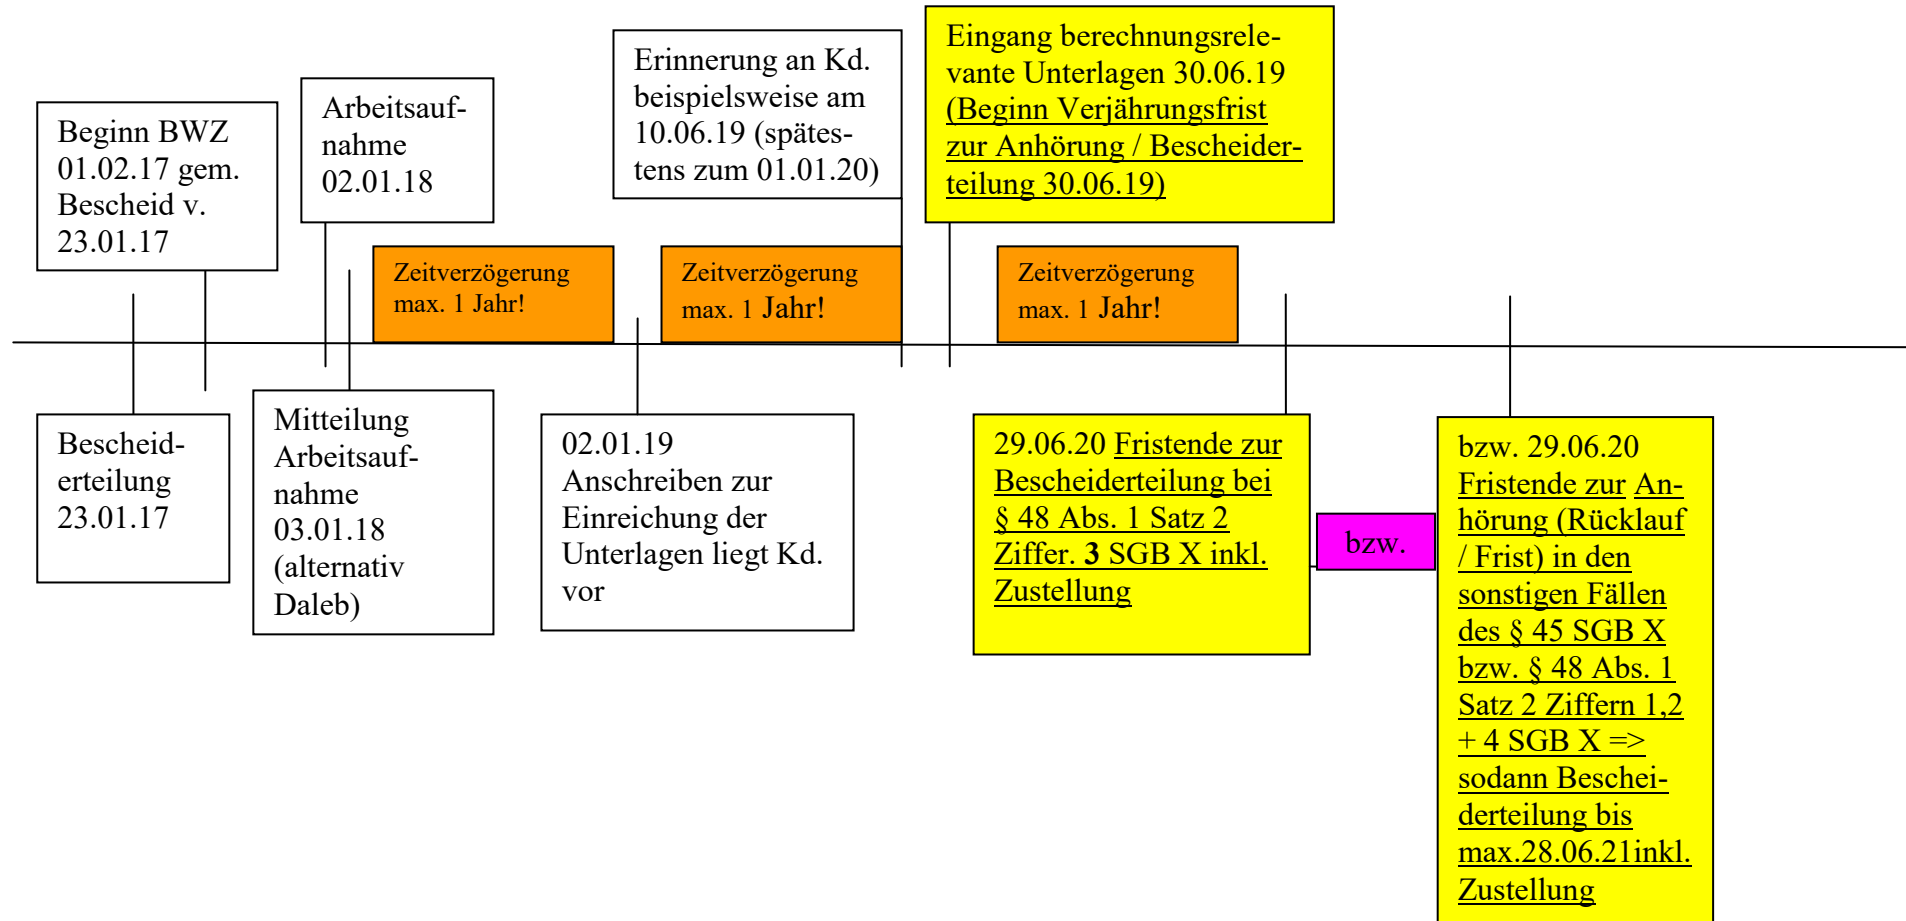 Beginn BWZ
01.02.17 gem.
Bescheid v.
23.01.17
Arbeitsauf-
nahme
02.01.18
Erinnerung an Kd.
beispielsweise am
10.06.19 (spätes-
tens zum 01.01.20)
Eingang berechnungsrele-
vante Unterlagen 30.06.19
(Beginn Verjährungsfrist
zur Anhörung / Bescheider-
teilung 30.06.19)
Zeitverzögerung
max. 1 Jahr!
Zeitverzögerung
max. 1 Jahr!
Zeitverzögerung
max. 1 Jahr!
Bescheid-
erteilung
23.01.17
Mitteilung
Arbeitsauf-
nahme
03.01.18
(alternativ
Daleb)
02.01.19
Anschreiben zur
Einreichung der
Unterlagen liegt Kd.
vor
29.06.20 Fristende zur
Bescheiderteilung bei
§ 48 Abs. 1 Satz 2
Ziffer. 3 SGB X inkl.
Zustellung
bzw.
bzw. 29.06.20
Fristende zur An-
hörung (Rücklauf
/ Frist) in den
sonstigen Fällen
des § 45 SGB X
bzw. § 48 Abs. 1
Satz 2 Ziffern 1,2
+ 4 SGB X =>
sodann Beschei-
derteilung bis
max.28.06.21inkl.
Zustellung